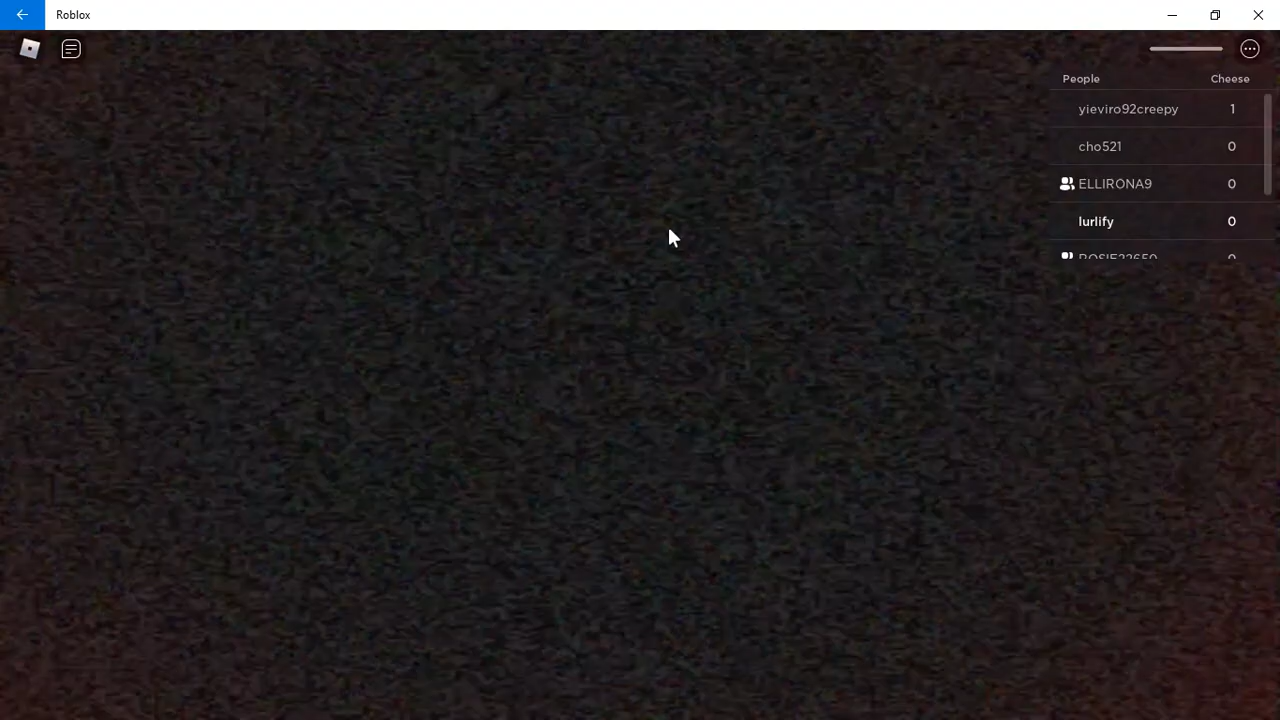 Roblox
People Cheese
yieviro92creepy 1
cho521 0
ELLIRONA9 0
lurlify 0